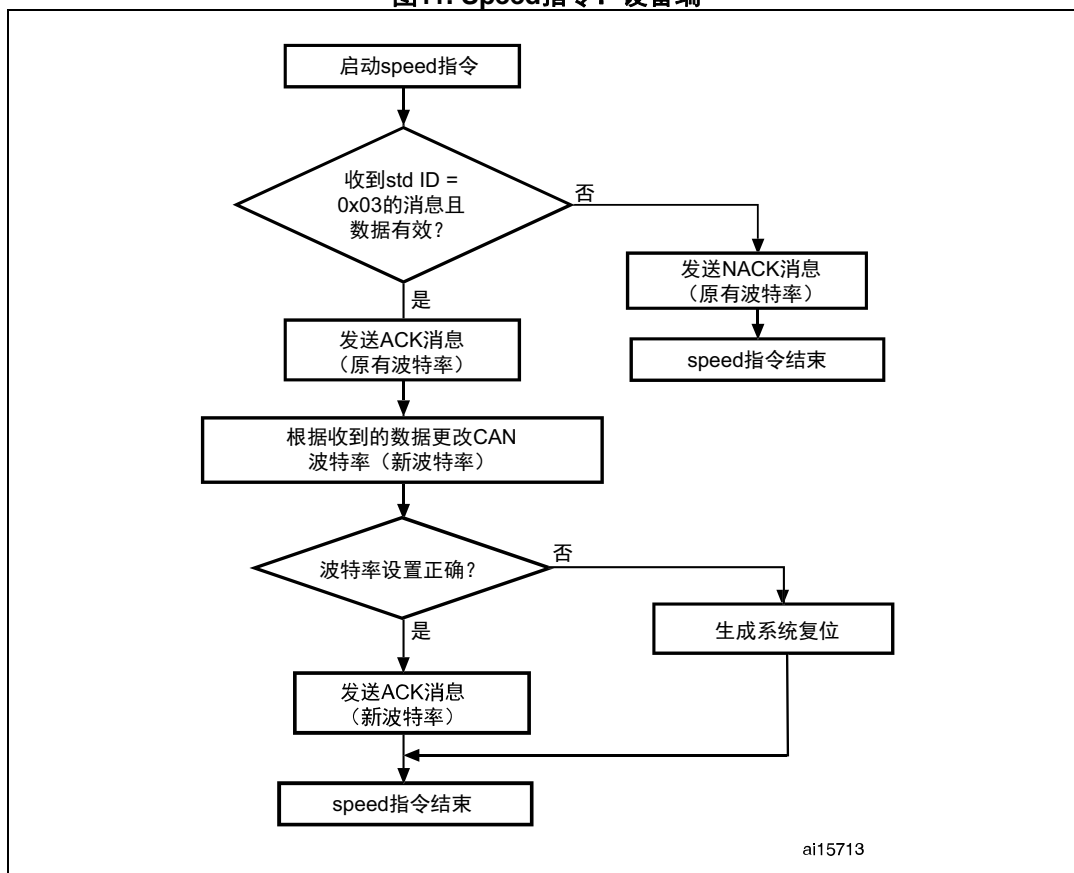 启动speed指令
收到std ID =
0x03的消息且
数据有效?
否
发送NACK消息
（原有波特率）
speed指令结束
是
发送ACK消息
（原有波特率）
根据收到的数据更改CAN
波特率（新波特率）
波特率设置正确?
否
生成系统复位
是
发送ACK消息
（新波特率）
speed指令结束
ai15713